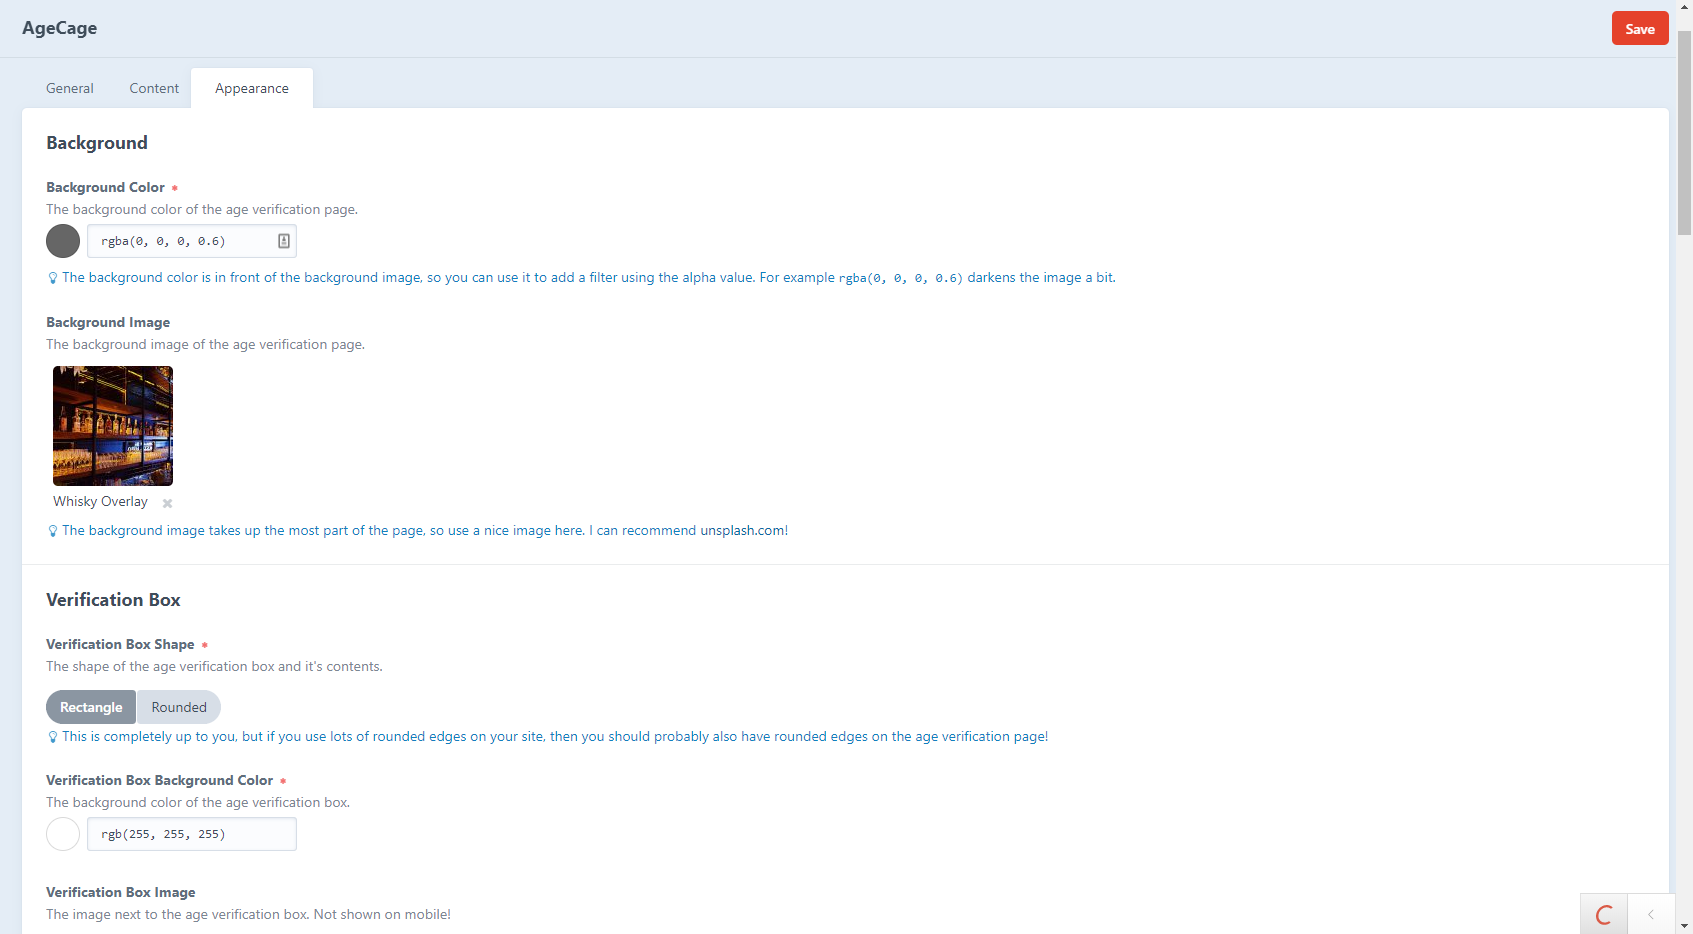 AgeCage
Save
General Content Appearance
Background
Background Color *
The background color of the age verification page.
rgba(0, 0, 0, 0.6)
The background color is in front of the background image, so you can use it to add a filter using the alpha value. For example rgba(0, 0, 0, 0.6) darkens the image a bit.
Background Image
The background image of the age verification page.
Whisky Overlay
The background image takes up the most part of the page, so use a nice image here. I can recommend unsplash.com!
Verification Box
Verification Box Shape *
The shape of the age verification box and it's contents.
Rectangle Rounded
This is completely up to you, but if you use lots of rounded edges on your site, then you should probably also have rounded edges on the age verification page!
Verification Box Background Color *
The background color of the age verification box.
rgb(255, 255, 255)
Verification Box Image
The image next to the age verification box. Not shown on mobile!